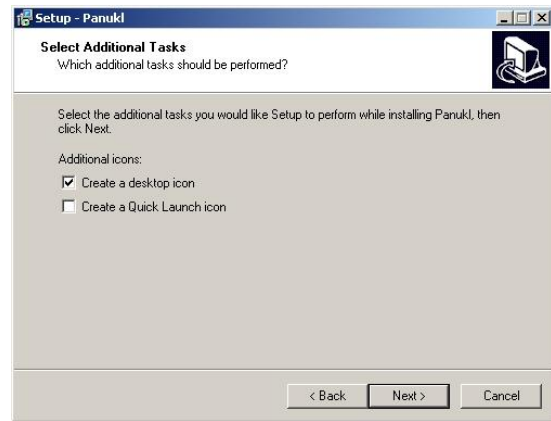 Setup - Panukl
Select Additional Tasks
Which additional tasks should be performed?
Select the additional tasks you would like Setup to perform while installing Panukl, then
click Next.
Additional icons:
Create a desktop icon
Create a Quick Launch icon
< Back
Next >
Cancel